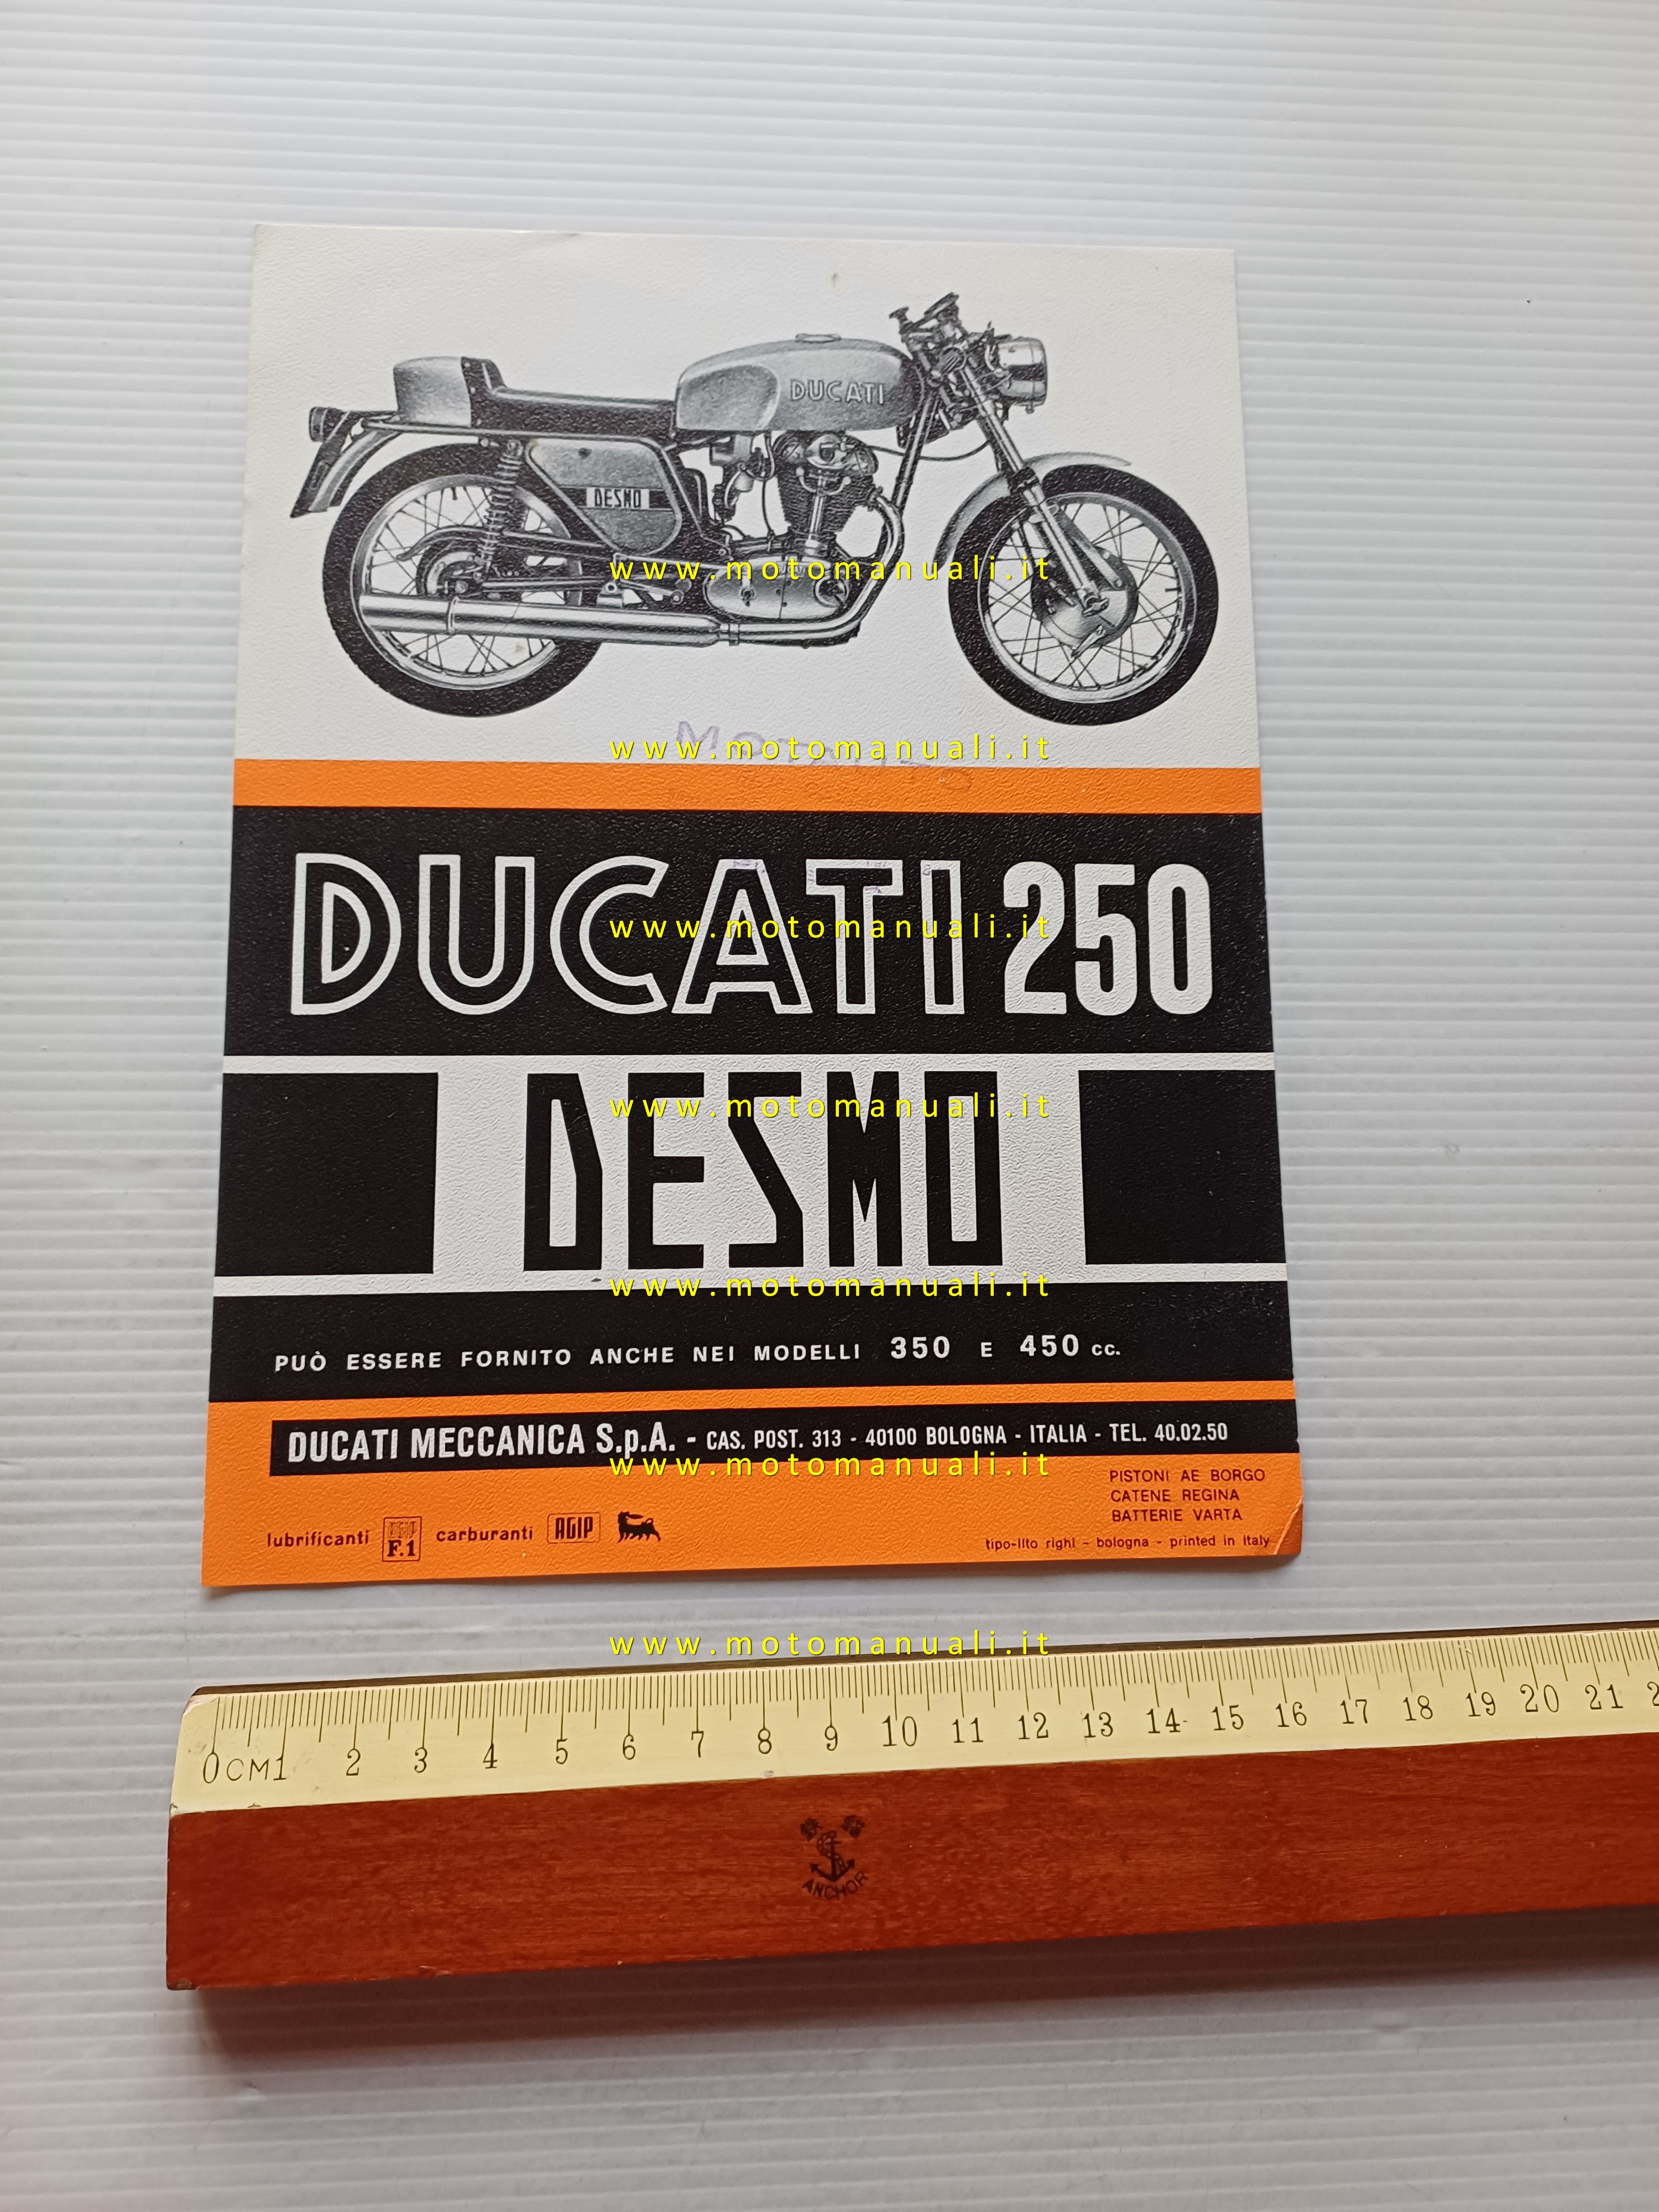 DUCATI
DESMO
www.motomanuali.it
www.motomanuali.it
DUCATI 250
www.motomanuali.it
DESMO
www.motomanuali.it
www.motomanuali.it
PUÒ ESSERE FORNITO ANCHE NEI MODELLI 350 E 450 cc.
DUCATI MECCANICA S.p.A. - CAS. POST. 313 - 40100 BOLOGNA - ITALIA - TEL. 40.02.50
www.motomanuali.it
PISTONI AE BORGO
CATENE REGINA
BATTERIE VARTA
lubrificanti F.1 carburanti AGIP
tipo-lito righi - bologna - printed in italy
www.motomanuali.it
0CM1 2 3 4 5 6 7 8 9 10 11 12 13 14 15 16 17 18 19 20 21
ANCHOR